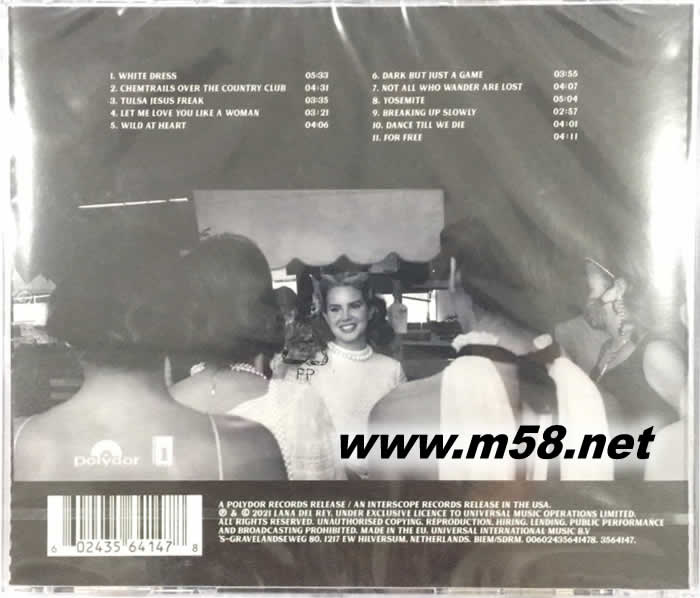 1. WHITE DRESS 05:33
2. CHEMTRAILS OVER THE COUNTRY CLUB 04:31
3. TULSA JESUS FREAK 03:35
4. LET ME LOVE YOU LIKE A WOMAN 03:21
5. WILD AT HEART 04:06
6. DARK BUT JUST A GAME 03:55
7. NOT ALL WHO WANDER ARE LOST 04:07
8. YOSEMITE 05:04
9. BREAKING UP SLOWLY 02:57
10. DANCE TILL WE DIE 04:01
11. FOR FREE 04:11
PP
www.m58.net
polydor
A POLYDOR RECORDS RELEASE / AN INTERSCOPE RECORDS RELEASE IN THE USA.
℗ & © 2021 LANA DEL REY. UNDER EXCLUSIVE LICENCE TO UNIVERSAL MUSIC OPERATIONS LIMITED.
ALL RIGHTS RESERVED. UNAUTHORISED COPYING, REPRODUCTION, HIRING, LENDING, PUBLIC PERFORMANCE
AND BROADCASTING PROHIBITED. MADE IN THE EU. UNIVERSAL INTERNATIONAL MUSIC B.V
'S-GRAVELANDSEWEG 80, 1217 EW HILVERSUM, NETHERLANDS. BIEM/SDRM. 00602435641478. 3564147.
6 02435 64147 8